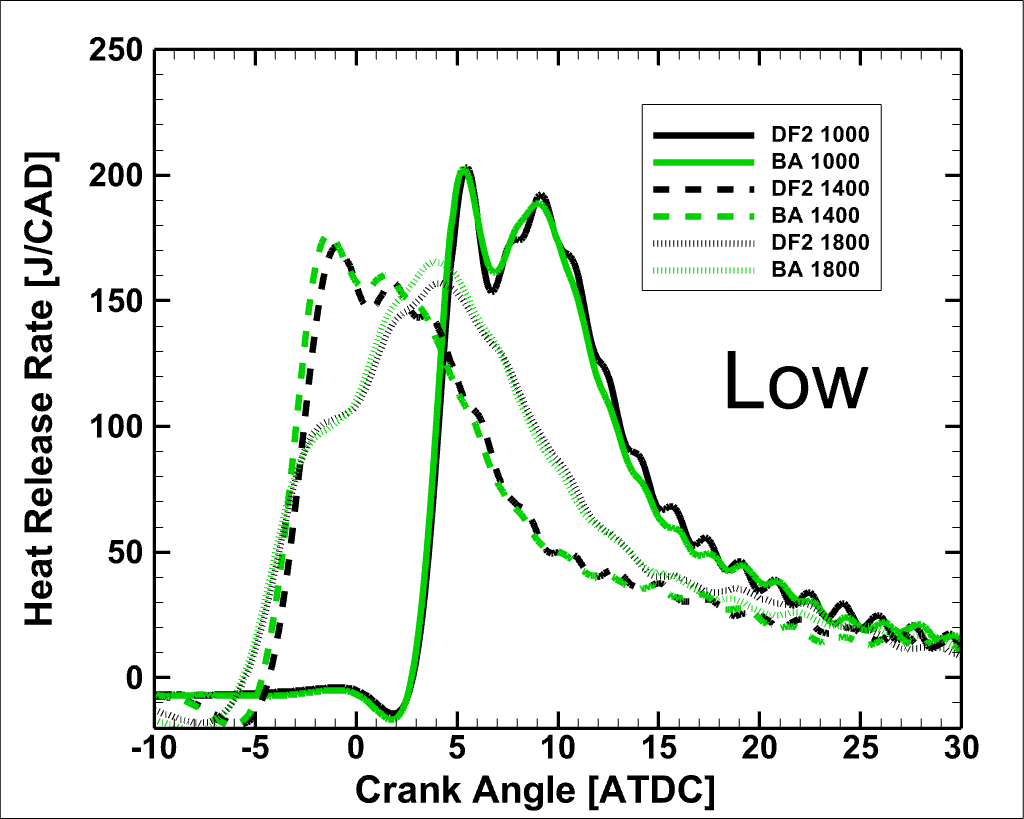 250
200
150
100
50
0
-10 -5 0 5 10 15 20 25 30
Heat Release Rate [J/CAD]
Crank Angle [ATDC]
DF2 1000
BA 1000
DF2 1400
BA 1400
DF2 1800
BA 1800
Low